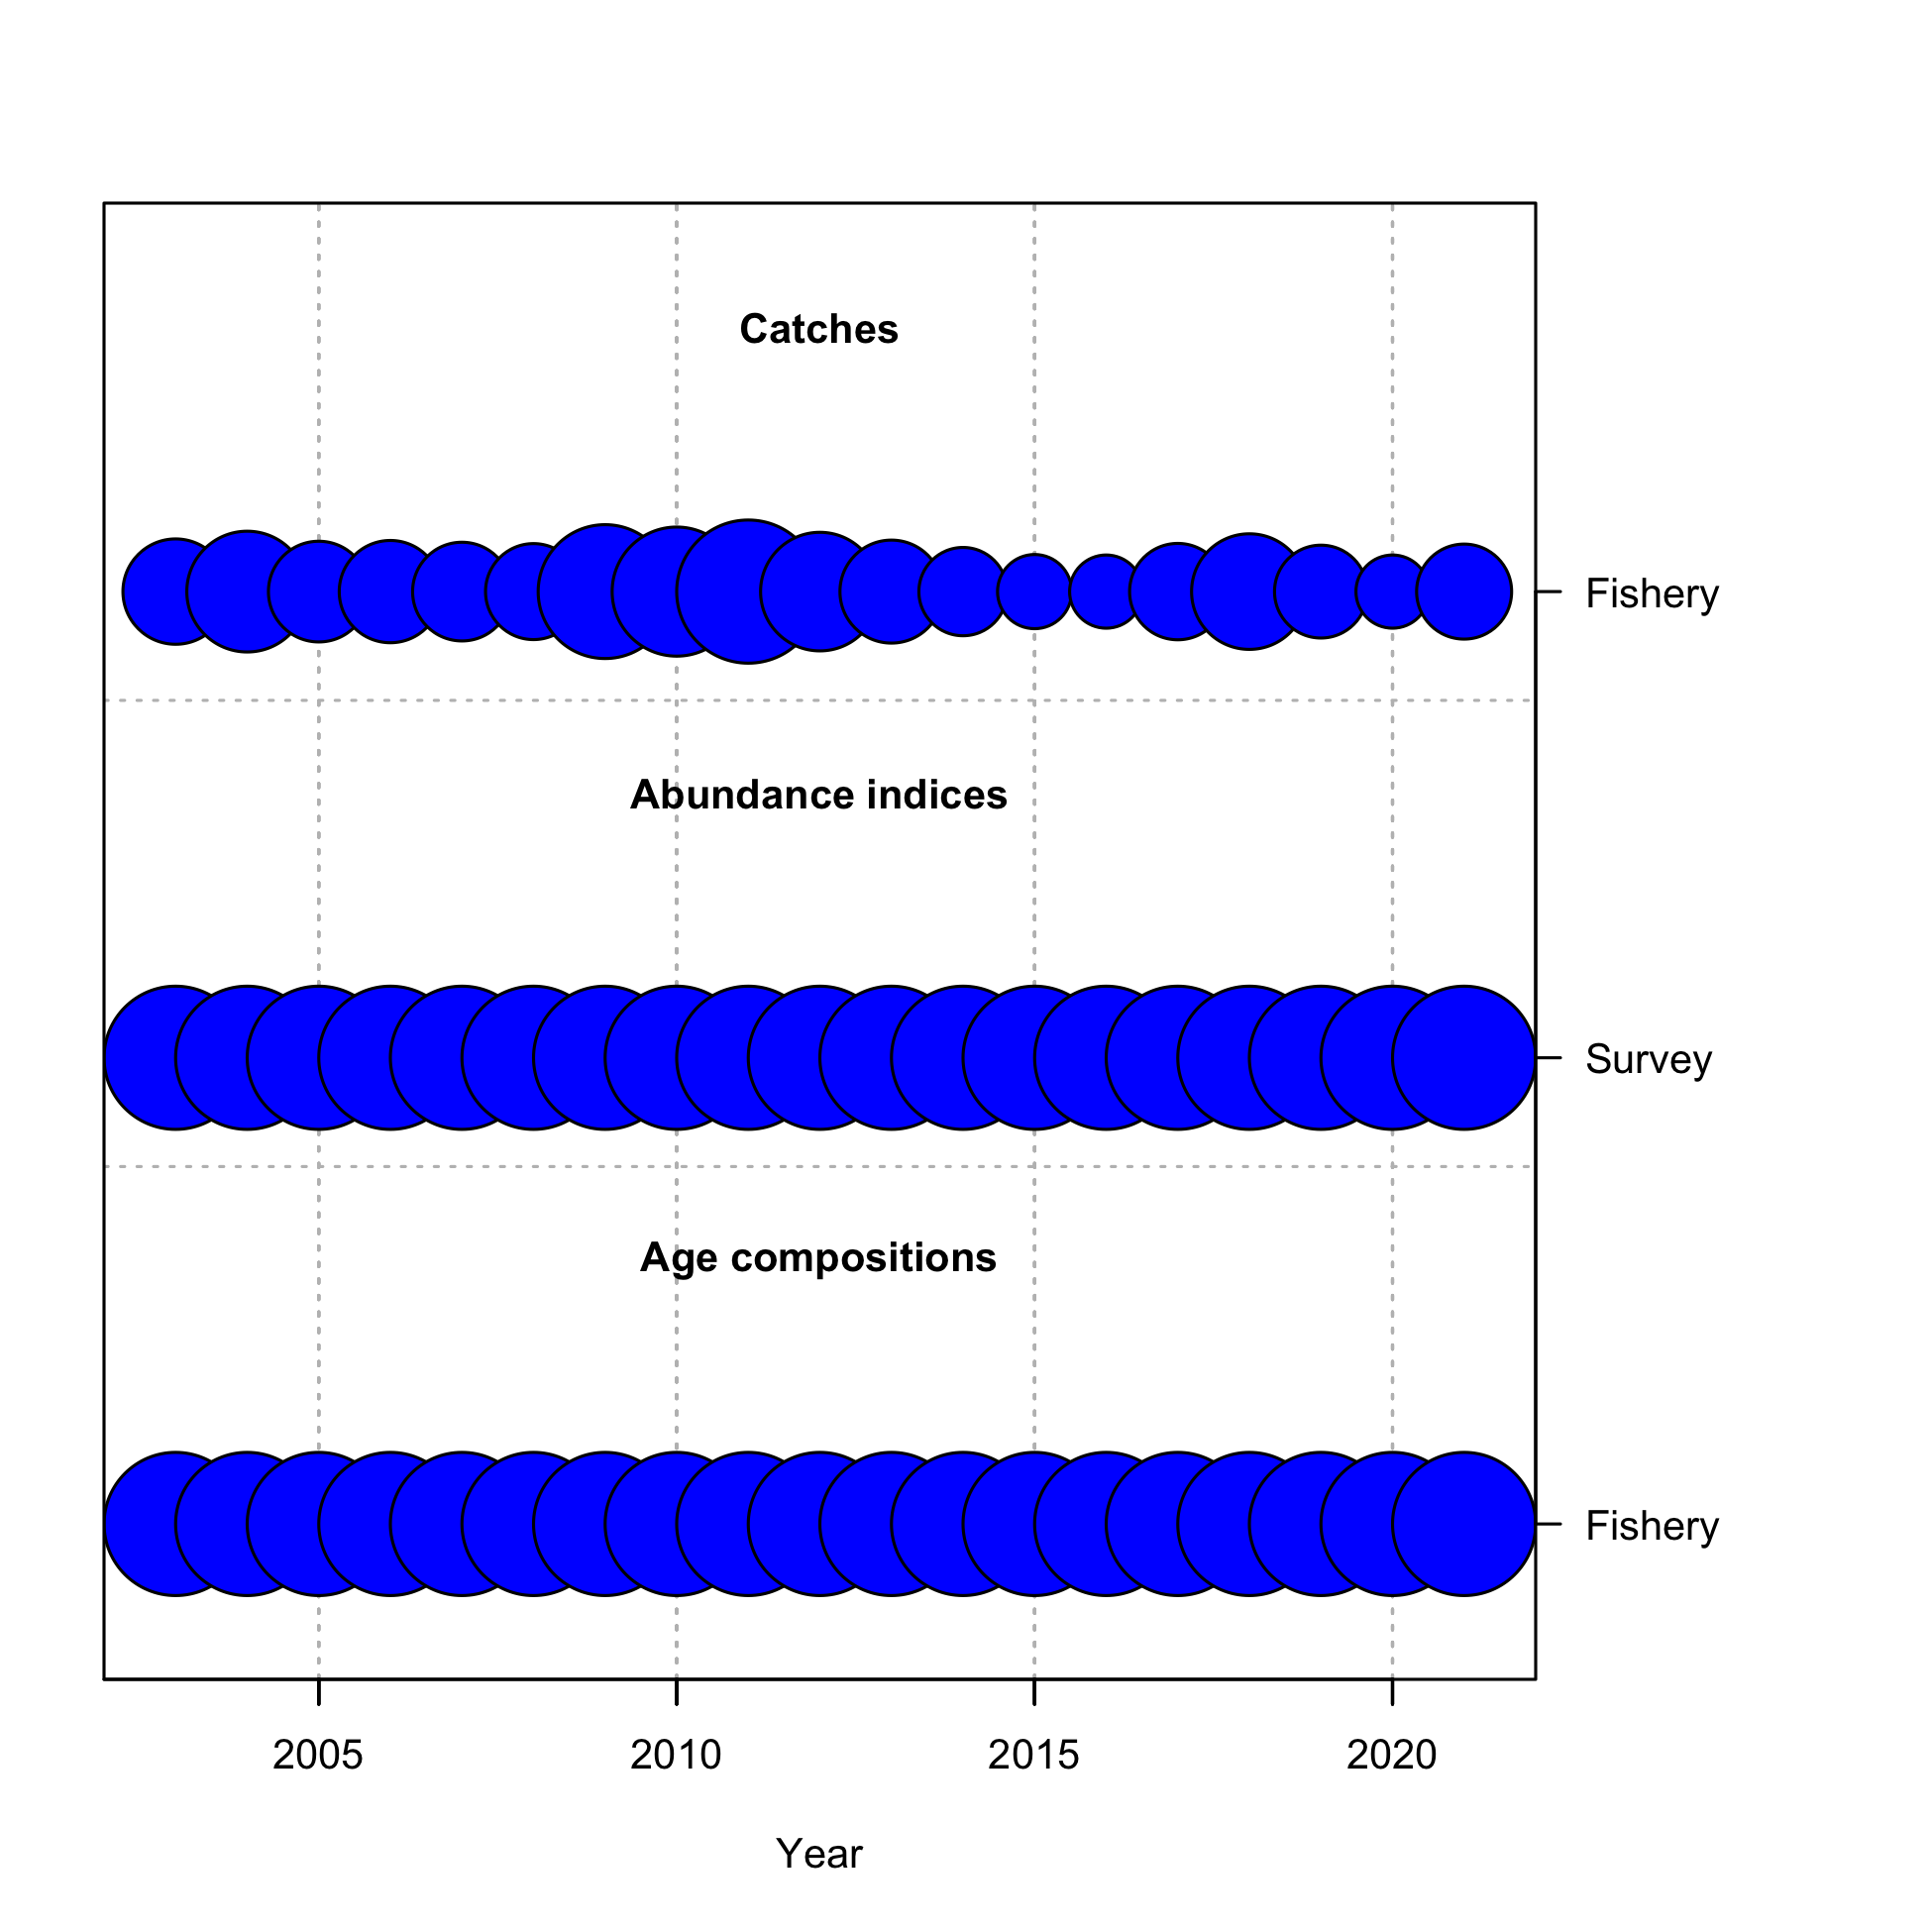 Catches
Fishery
Abundance indices
Survey
Age compositions
Fishery
2005 2010 2015 2020
Year